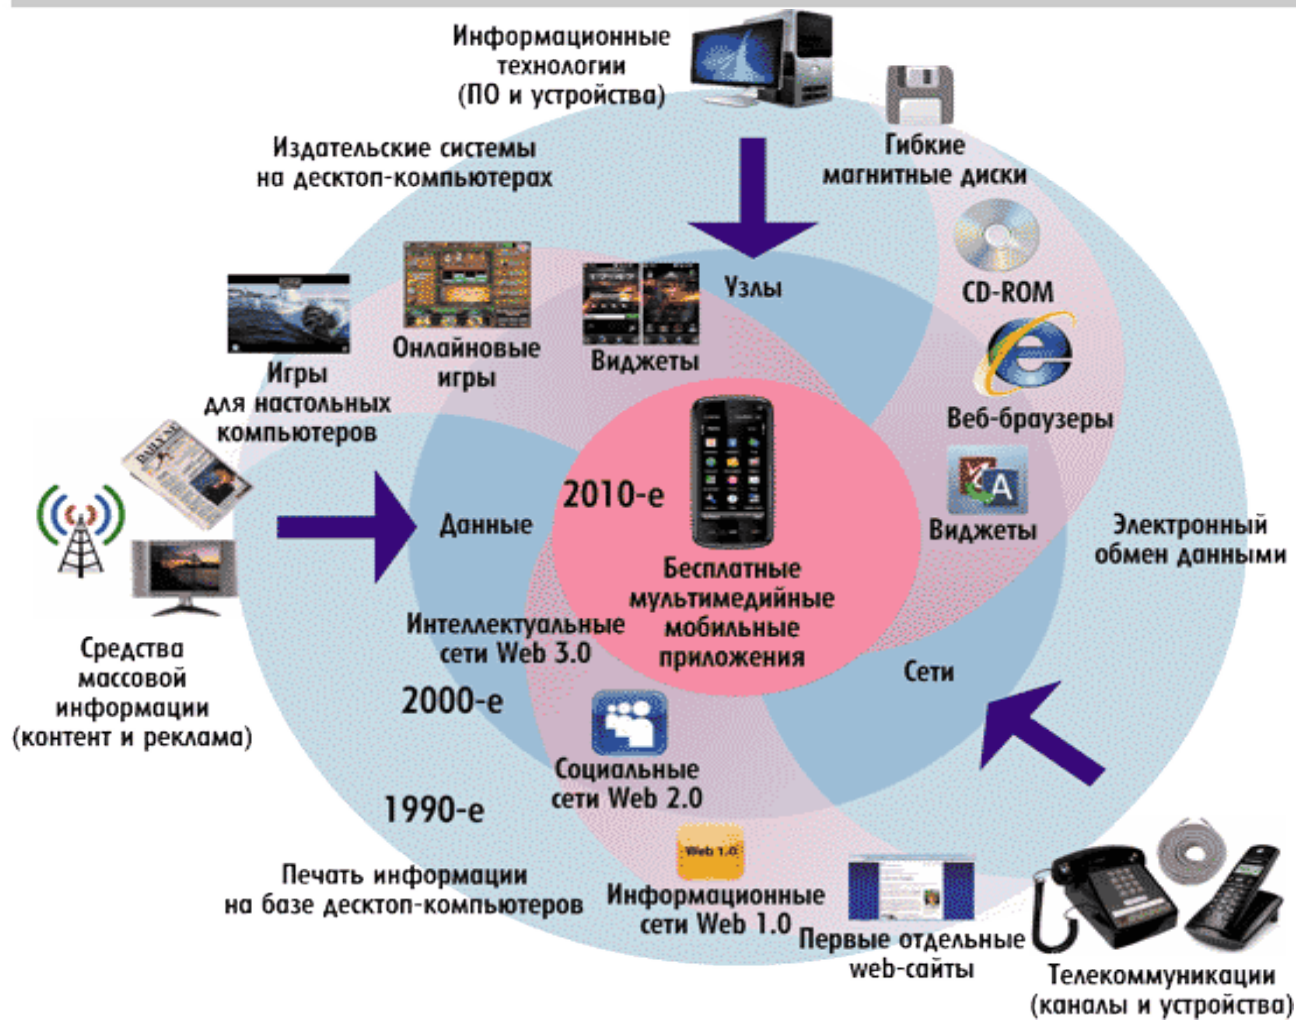 Информационные
технологии
(ПО и устройства)
Издательские системы
на десктоп-компьютерах
Гибкие
магнитные диски
CD-ROM
Узлы
Онлайновые
игры
Виджеты
Игры
для настольных
компьютеров
Веб-браузеры
DAILY NE
A
Виджеты
2010-е
Данные
Электронный
обмен данными
Бесплатные
мультимедийные
мобильные
приложения
Интеллектуальные
сети Web 3.0
Сети
Средства
массовой
информации
(контент и реклама)
2000-е
Социальные
сети Web 2.0
1990-е
Web 1.0
Печать информации
на базе десктоп-компьютеров
Информационные
сети Web 1.0
Первые отдельные
web-сайты
Телекоммуникации
(каналы и устройства)